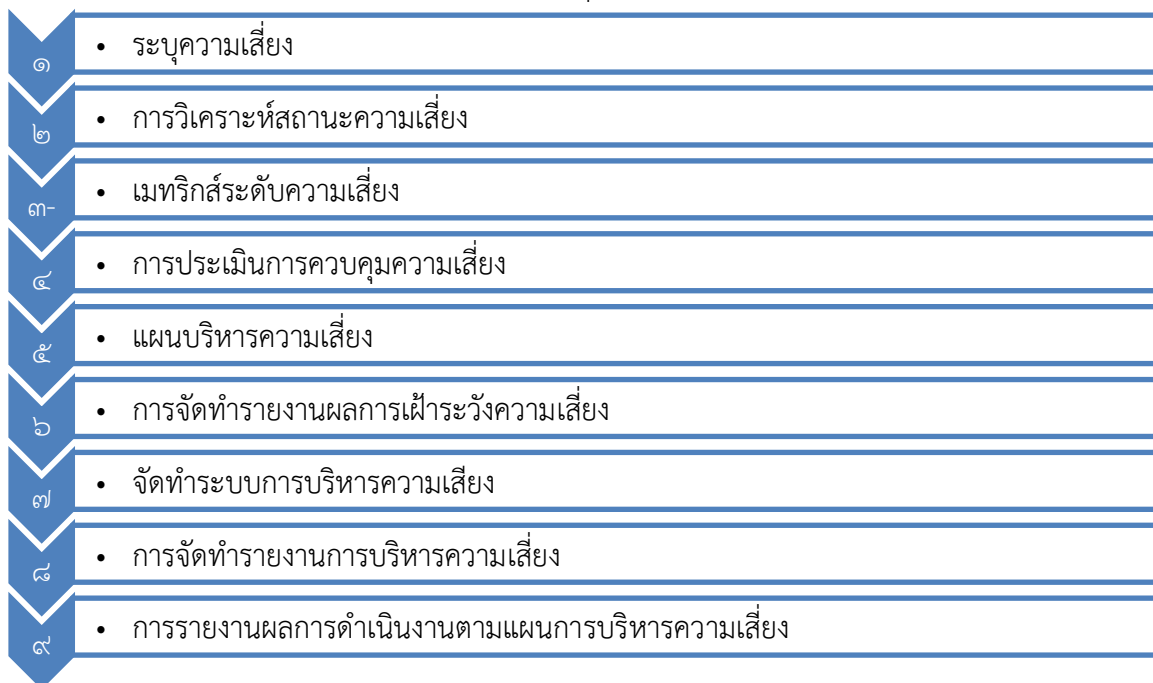 ๑ • ระบุความเสี่ยง
๒ • การวิเคราะห์สถานะความเสี่ยง
๓- • เมทริกส์ระดับความเสี่ยง
๔ • การประเมินการควบคุมความเสี่ยง
๕ • แผนบริหารความเสี่ยง
๖ • การจัดทำรายงานผลการเฝ้าระวังความเสี่ยง
๗ • จัดทำระบบการบริหารความเสียง
๘ • การจัดทำรายงานการบริหารความเสี่ยง
๙ • การรายงานผลการดำเนินงานตามแผนการบริหารความเสี่ยง